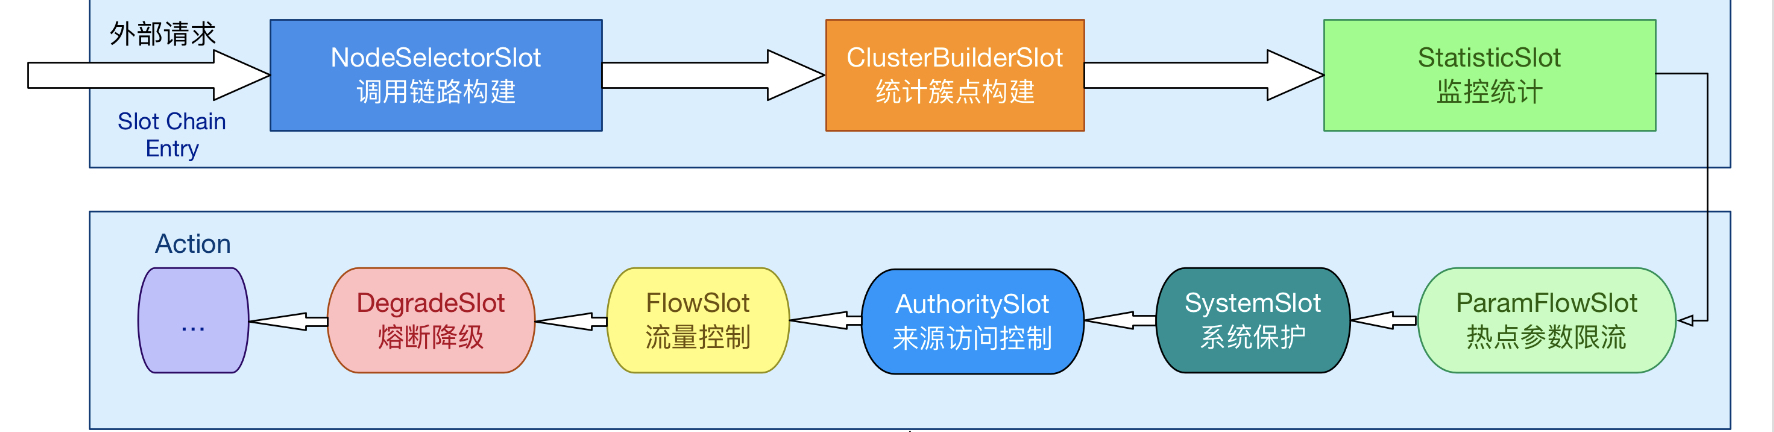 外部请求
Slot Chain
Entry
NodeSelectorSlot
调用链路构建
ClusterBuilderSlot
统计簇点构建
StatisticSlot
监控统计
Action
...
DegradeSlot
熔断降级
FlowSlot
流量控制
AuthoritySlot
来源访问控制
SystemSlot
系统保护
ParamFlowSlot
热点参数限流